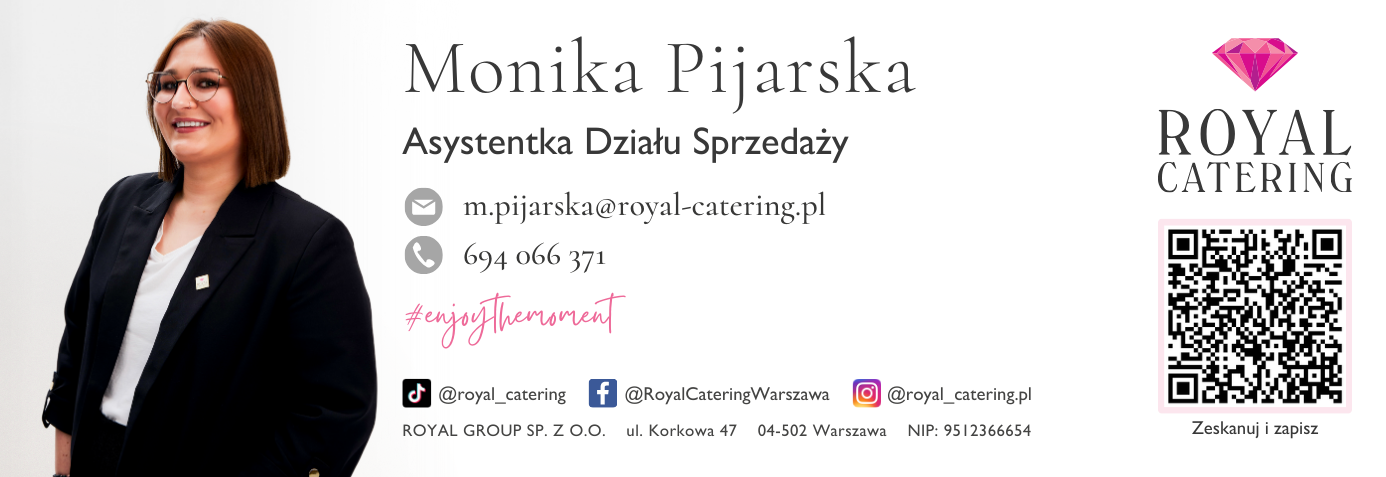 Monika Pijarska
Asystentka Działu Sprzedaży
m.pijarska@royal-catering.pl
694 066 371
#enjoythemoment
@royal_catering @RoyalCateringWarszawa @royal_catering.pl
ROYAL GROUP SP. Z O.O. ul. Korkowa 47 04-502 Warszawa NIP: 9512366654
ROYAL
CATERING
Zeskanuj i zapisz